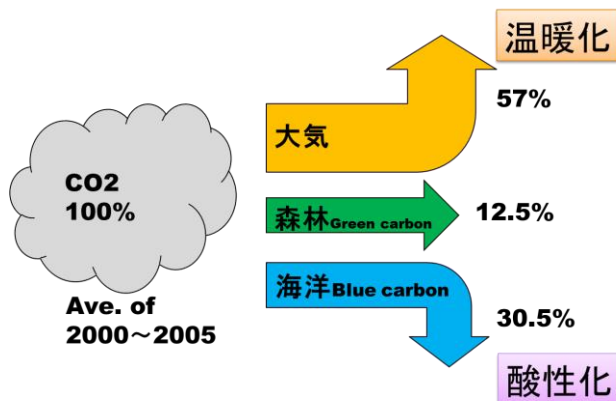 温暖化
57%
大気
CO2
100%
森林Green carbon
12.5%
海洋Blue carbon
30.5%
Ave. of
2000～2005
酸性化